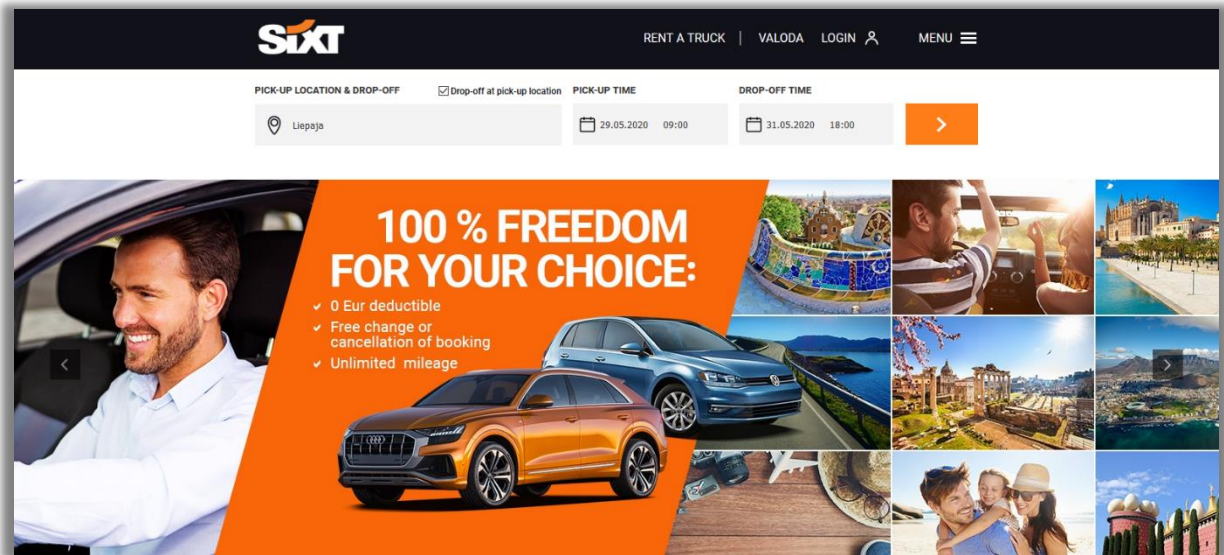 SIXT
RENT A TRUCK | VALODA LOGIN MENU
PICK-UP LOCATION & DROP-OFF Drop-off at pick-up location PICK-UP TIME DROP-OFF TIME
Liepaja 29.05.2020 09:00 31.05.2020 18:00
100 % FREEDOM
FOR YOUR CHOICE:
0 Eur deductible
Free change or
cancellation of booking
Unlimited mileage